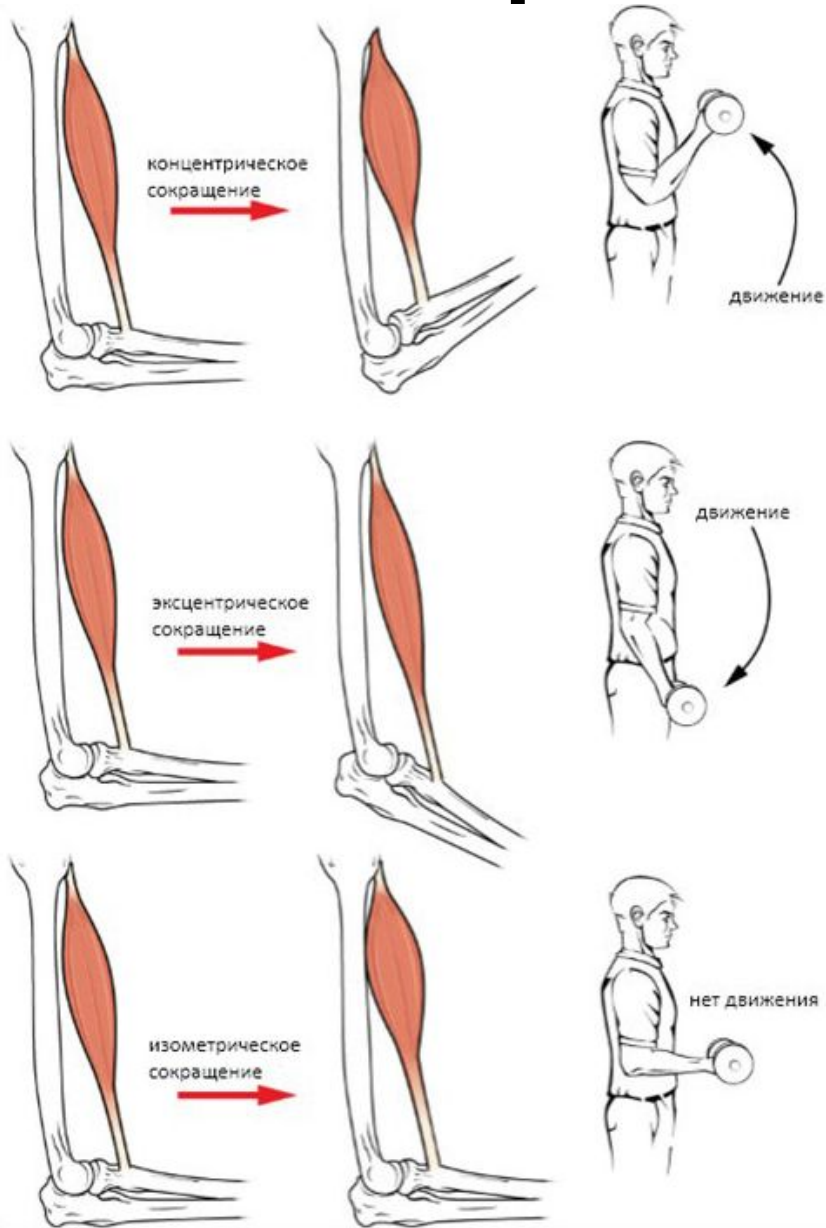 концентрическое
сокращение
движение
эксцентрическое
сокращение
движение
изометрическое
сокращение
нет движения